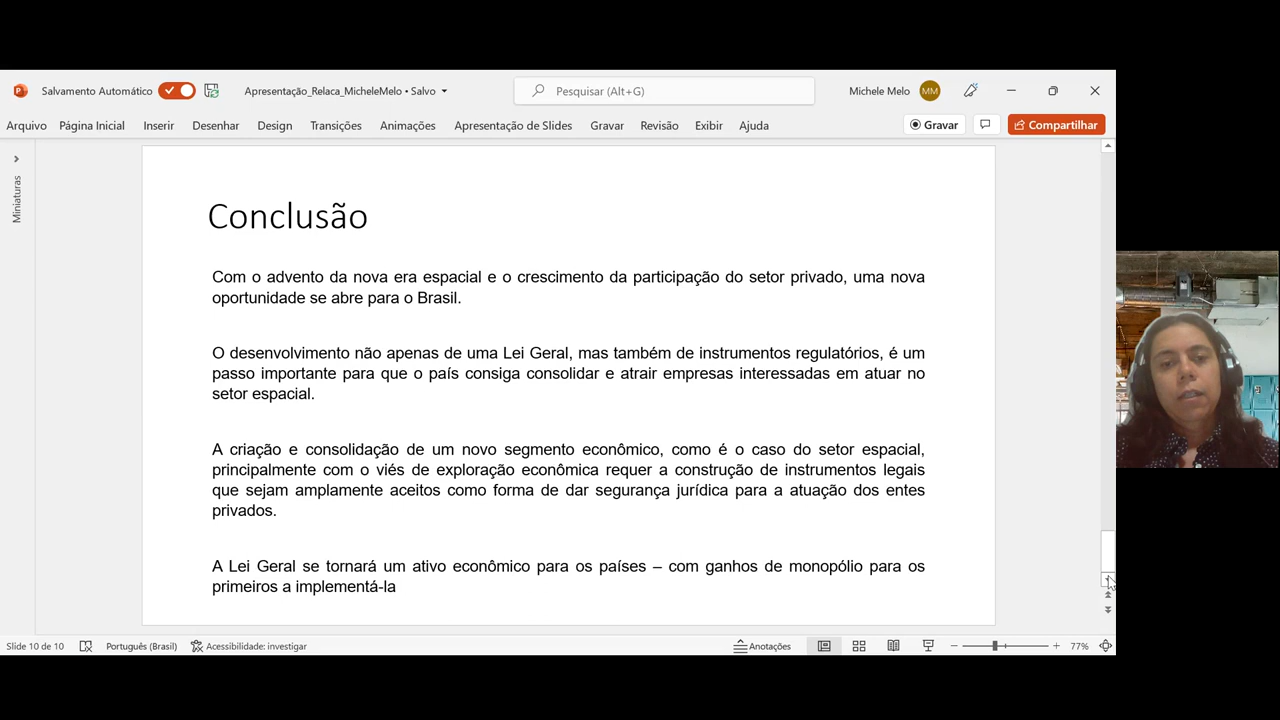 Salvamento Automático
Apresentação_Relaca_MicheleMelo • Salvo
Pesquisar (Alt+G)
Michele Melo
MM
Arquivo Página Inicial Inserir Desenhar Design Transições Animações Apresentação de Slides Gravar Revisão Exibir Ajuda
Gravar
Compartilhar
Miniaturas
Conclusão
Com o advento da nova era espacial e o crescimento da participação do setor privado, uma nova
oportunidade se abre para o Brasil.
O desenvolvimento não apenas de uma Lei Geral, mas também de instrumentos regulatórios, é um
passo importante para que o país consiga consolidar e atrair empresas interessadas em atuar no
setor espacial.
A criação e consolidação de um novo segmento econômico, como é o caso do setor espacial,
principalmente com o viés de exploração econômica requer a construção de instrumentos legais
que sejam amplamente aceitos como forma de dar segurança jurídica para a atuação dos entes
privados.
A Lei Geral se tornará um ativo econômico para os países – com ganhos de monopólio para os
primeiros a implementá-la
Slide 10 de 10 Português (Brasil) Acessibilidade: investigar Anotações 77%